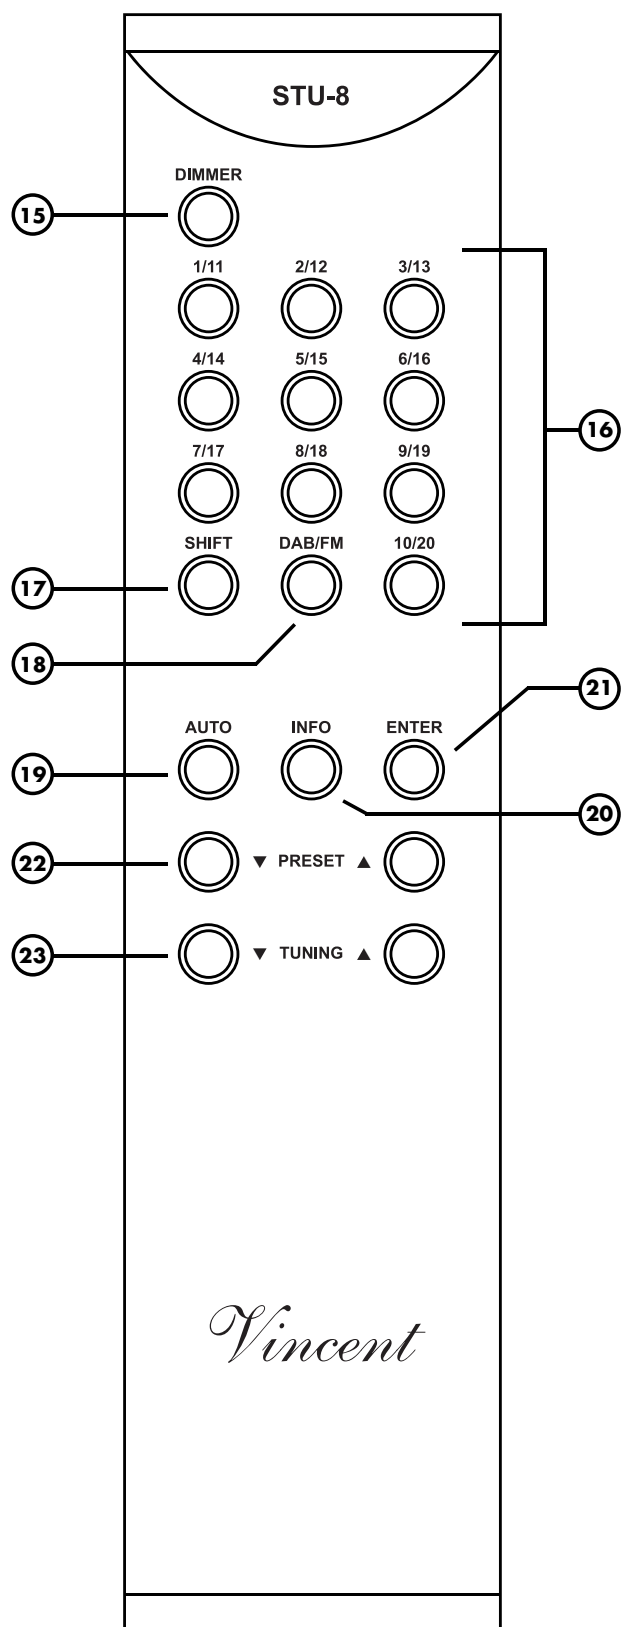 STU-8
DIMMER
15
1/11 2/12 3/13
4/14 5/15 6/16
16
7/17 8/18 9/19
SHIFT DAB/FM 10/20
17
18
21
AUTO INFO ENTER
19
20
22 ▼ PRESET ▲
23 ▼ TUNING ▲
Vincent